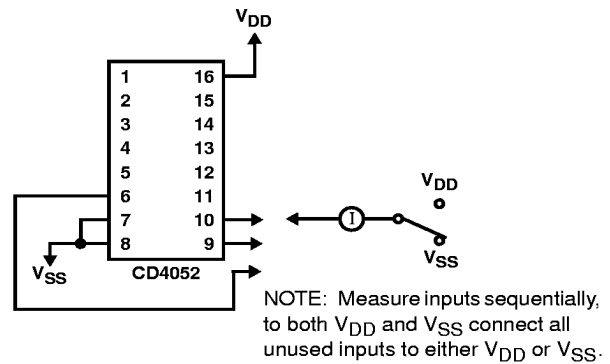 VDD
1 16
2 15
3 14
4 13
5 12
6 11
7 10
8 9
VSS
CD4052
I
VDD
VSS
NOTE: Measure inputs sequentially,
to both VDD and VSS connect all
unused inputs to either VDD or VSS.